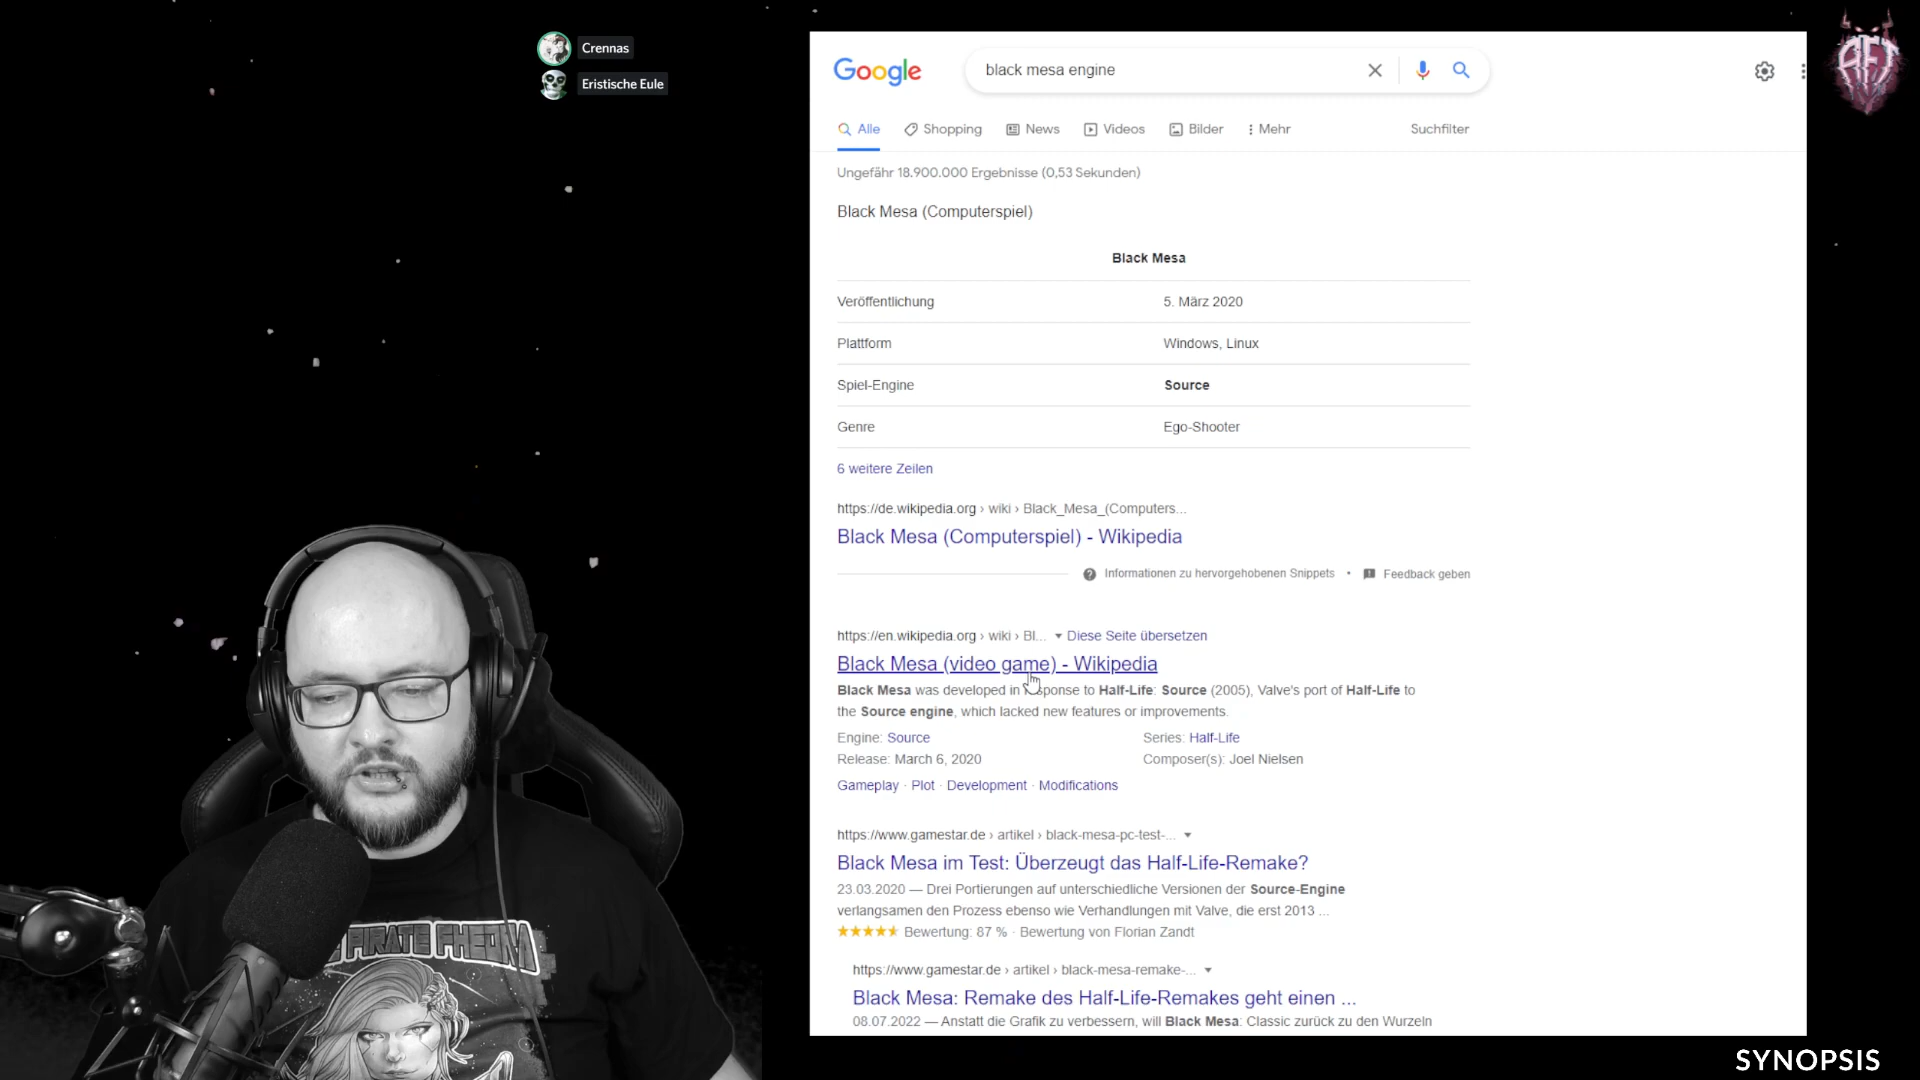 Crennas
Eristische Eule
AFT
Google
black mesa engine
Alle
Shopping
News
Videos
Bilder
Mehr
Suchfilter
Ungefähr 18.900.000 Ergebnisse (0,53 Sekunden)
Black Mesa (Computerspiel)
Black Mesa
Veröffentlichung 5. März 2020
Plattform Windows, Linux
Spiel-Engine Source
Genre Ego-Shooter
6 weitere Zeilen
https://de.wikipedia.org › wiki › Black_Mesa_(Computers...
Black Mesa (Computerspiel) - Wikipedia
Informationen zu hervorgehobenen Snippets • Feedback geben
https://en.wikipedia.org › wiki › Bl... Diese Seite übersetzen
Black Mesa (video game) - Wikipedia
Black Mesa was developed in response to Half-Life: Source (2005), Valve's port of Half-Life to
the Source engine, which lacked new features or improvements.
Engine: Source Series: Half-Life
Release: March 6, 2020 Composer(s): Joel Nielsen
Gameplay · Plot · Development · Modifications
https://www.gamestar.de › artikel › black-mesa-pc-test-...
Black Mesa im Test: Überzeugt das Half-Life-Remake?
23.03.2020 — Drei Portierungen auf unterschiedliche Versionen der Source-Engine
verlangsamen den Prozess ebenso wie Verhandlungen mit Valve, die erst 2013 ...
Bewertung: 87 % · Bewertung von Florian Zandt
https://www.gamestar.de › artikel › black-mesa-remake-...
Black Mesa: Remake des Half-Life-Remakes geht einen ...
08.07.2022 — Anstatt die Grafik zu verbessern, will Black Mesa: Classic zurück zu den Wurzeln
PIRATE
SYNOPSIS